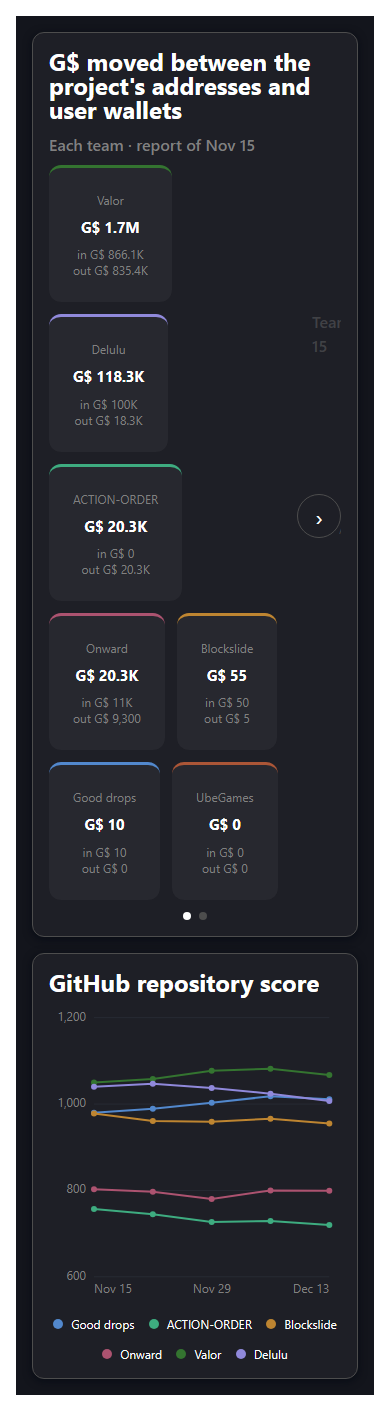 G$ moved between the
project's addresses and
user wallets
Each team · report of Nov 15
Valor
G$ 1.7M
in G$ 866.1K
out G$ 835.4K
Delulu
G$ 118.3K
in G$ 100K
out G$ 18.3K
15
ACTION-ORDER
G$ 20.3K
in G$ 0
out G$ 20.3K
›
Onward
G$ 20.3K
in G$ 11K
out G$ 9,300
Blockslide
G$ 55
in G$ 50
out G$ 5
Good drops
G$ 10
in G$ 10
out G$ 0
UbeGames
G$ 0
in G$ 0
out G$ 0
GitHub repository score
1,200
1,000
800
600
Nov 15 Nov 29 Dec 13
Good drops ACTION-ORDER Blockslide
Onward Valor Delulu